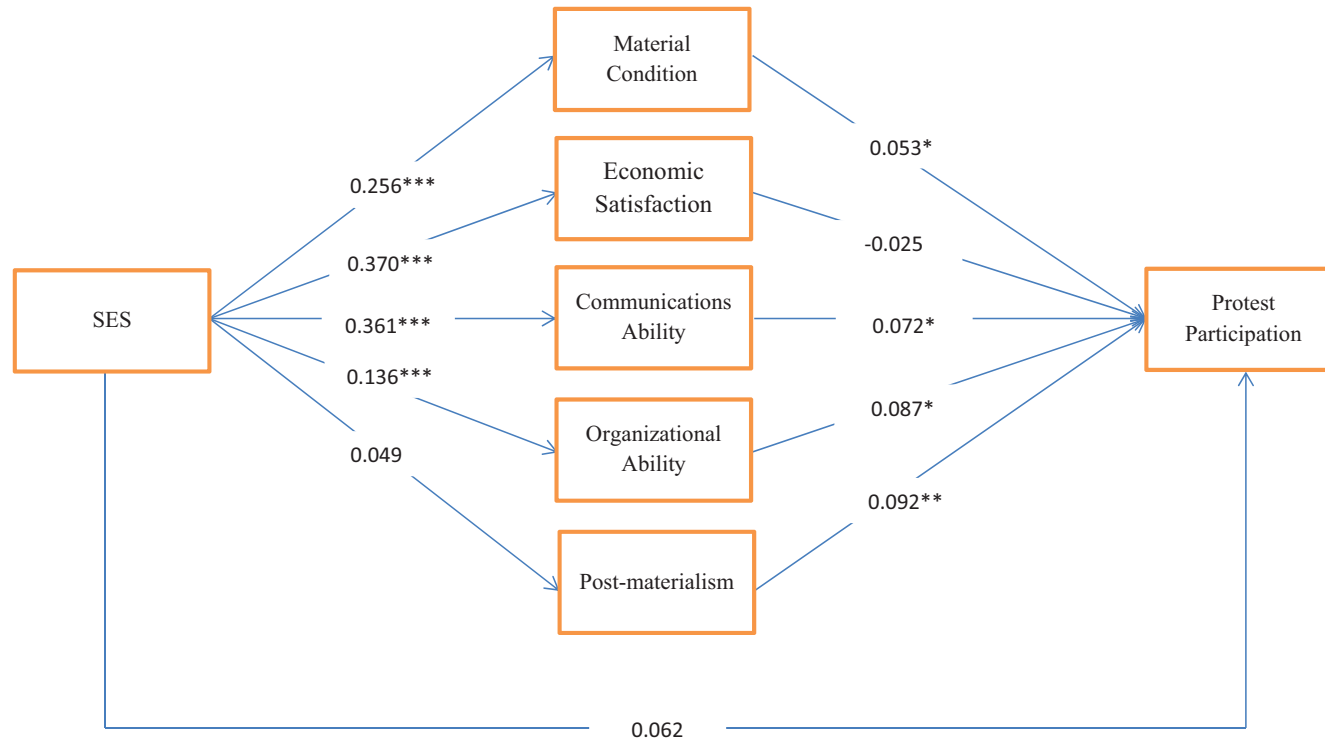 Material
Condition
0.053*
0.256***
Economic
Satisfaction
-0.025
0.370***
SES
Communications
Ability
0.361***
0.072*
Protest
Participation
0.136***
0.087*
Organizational
Ability
0.049
0.092**
Post-materialism
0.062